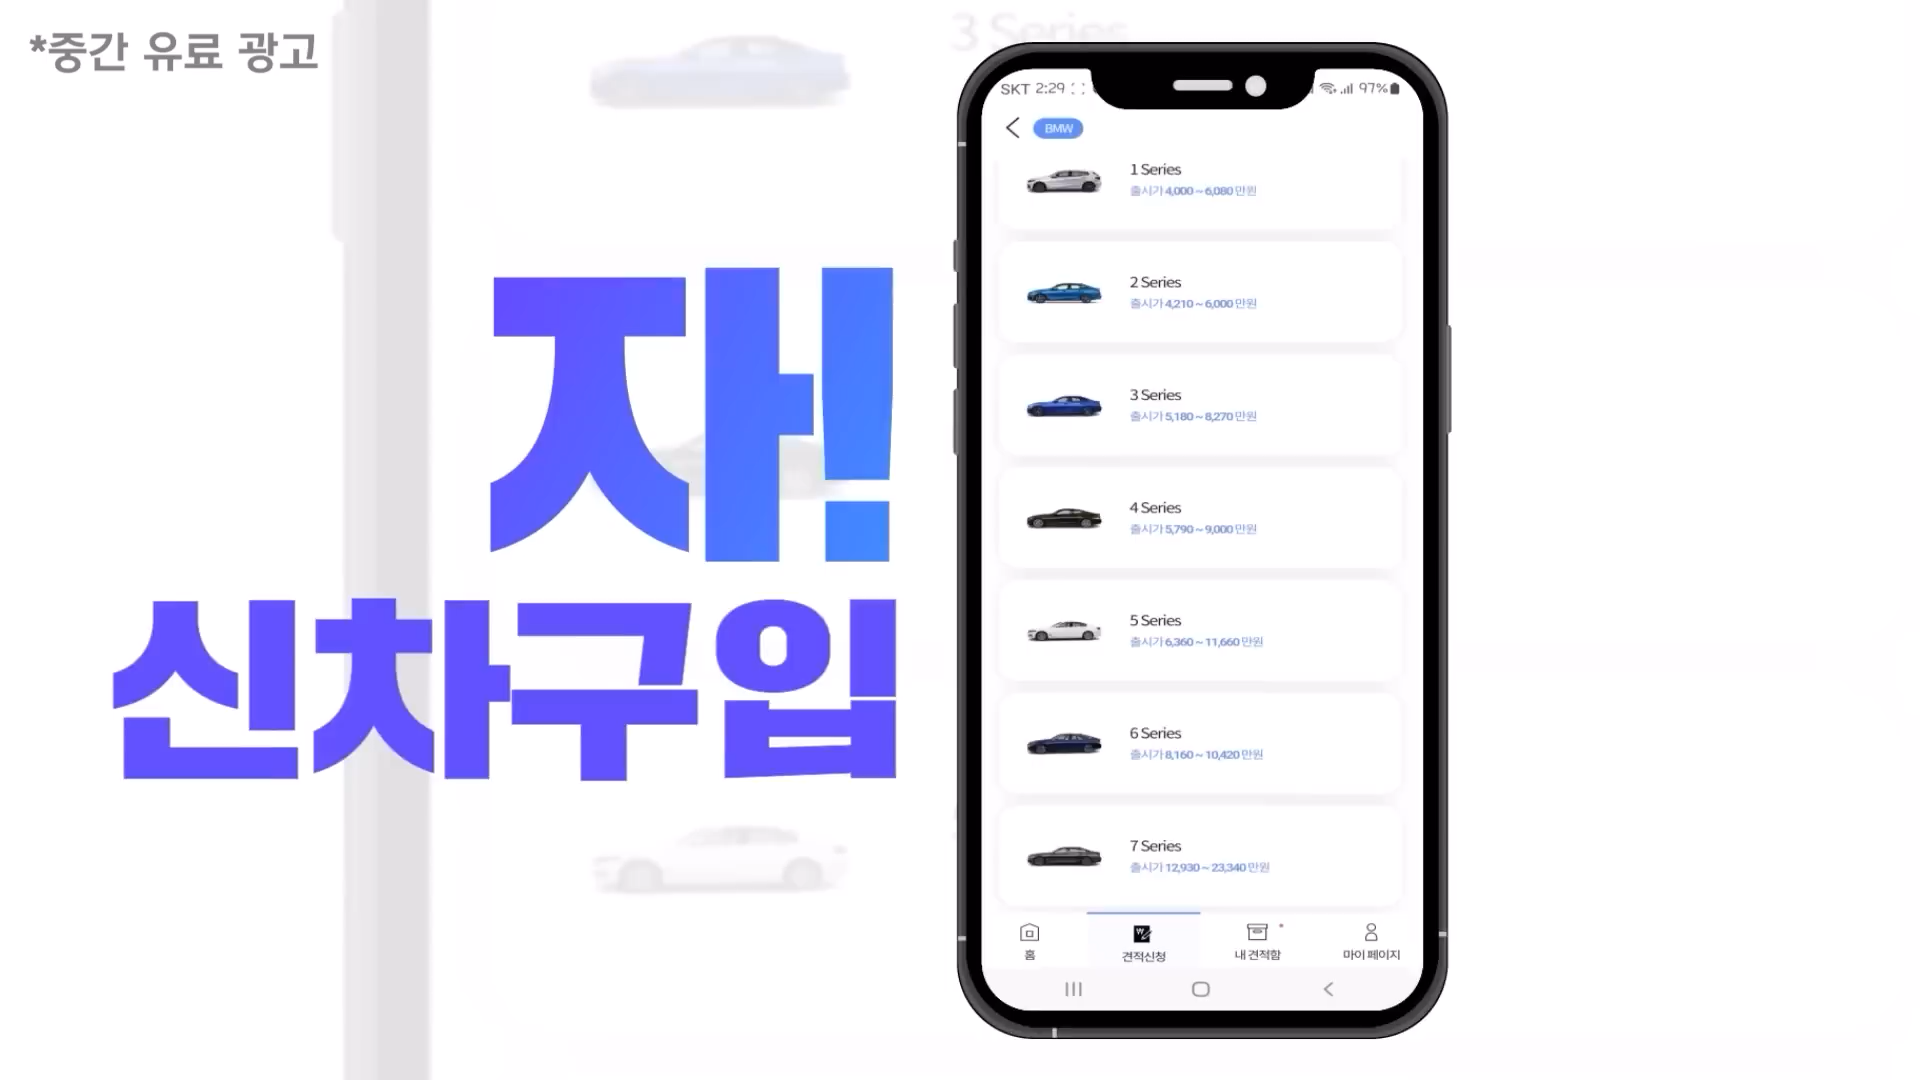 *중간 유료 광고
3 Series
자!
신차구입
SKT 2:29
97%
BMW
1 Series
출시가 4,000 ~ 6,080 만원
2 Series
출시가 4,210 ~ 6,000 만원
3 Series
출시가 5,180 ~ 8,270 만원
4 Series
출시가 5,790 ~ 9,000 만원
5 Series
출시가 6,360 ~ 11,660 만원
6 Series
출시가 8,160 ~ 10,420 만원
7 Series
출시가 12,930 ~ 23,340 만원
홈
견적신청
내 견적함
마이 페이지